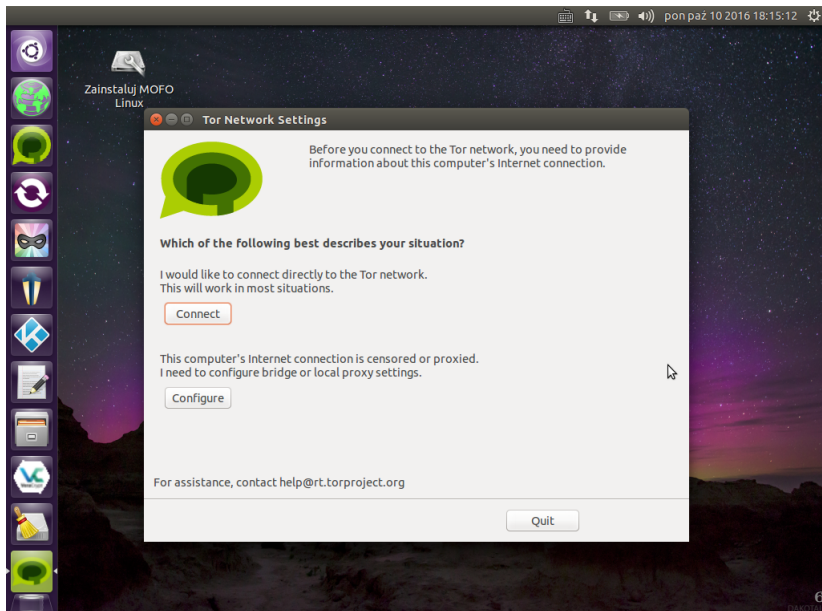 pon paź 10 2016 18:15:12
Zainstaluj MOFO
Linux
Tor Network Settings
Before you connect to the Tor network, you need to provide
information about this computer's Internet connection.
Which of the following best describes your situation?
I would like to connect directly to the Tor network.
This will work in most situations.
Connect
This computer's Internet connection is censored or proxied.
I need to configure bridge or local proxy settings.
Configure
For assistance, contact help@rt.torproject.org
Quit